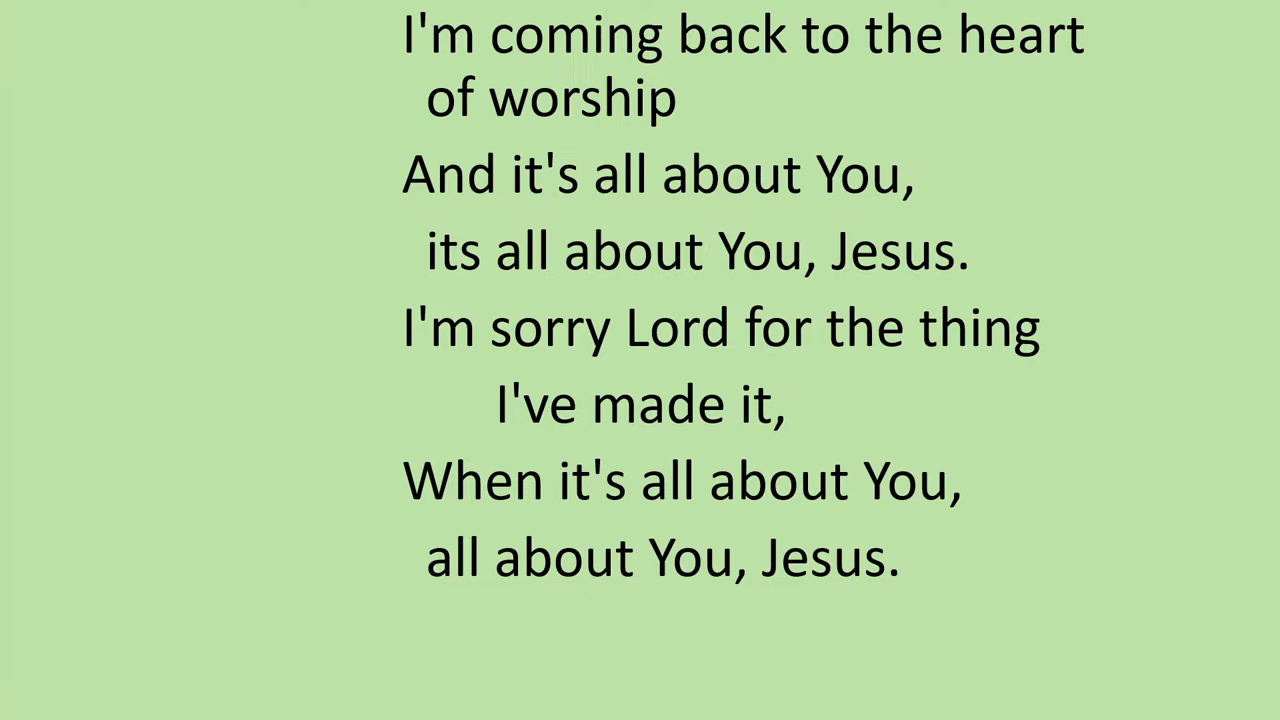 I'm coming back to the heart
of worship
And it's all about You,
its all about You, Jesus.
I'm sorry Lord for the thing
I've made it,
When it's all about You,
all about You, Jesus.